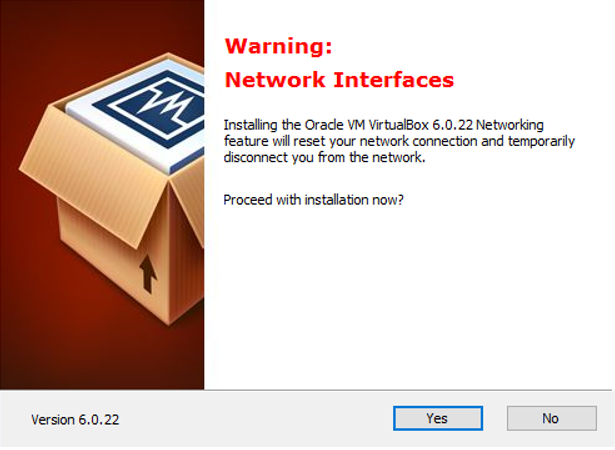 Warning:
Network Interfaces
Installing the Oracle VM VirtualBox 6.0.22 Networking
feature will reset your network connection and temporarily
disconnect you from the network.
Proceed with installation now?
Version 6.0.22
Yes
No